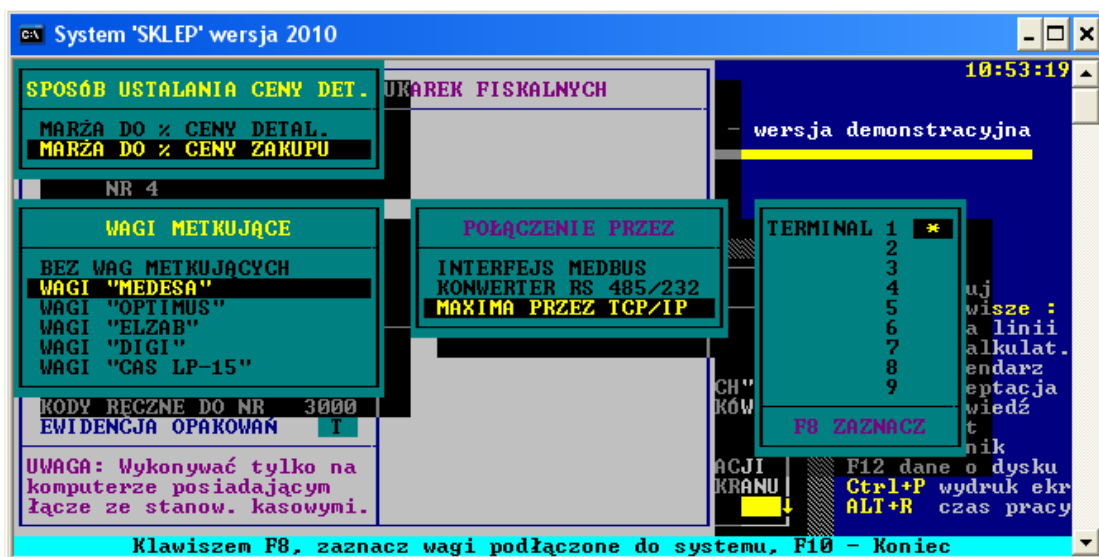 System 'SKLEP' wersja 2010
10:53:19
SPOSÓB USTALANIA CENY DET.
UKAREK FISKALNYCH
MARŻA DO % CENY DETAL.
MARŻA DO % CENY ZAKUPU
- wersja demonstracyjna
NR 4
WAGI METKUJĄCE
BEZ WAG METKUJĄCYCH
WAGI "MEDESA"
WAGI "OPTIMUS"
WAGI "ELZAB"
WAGI "DIGI"
WAGI "CAS LP-15"
POŁĄCZENIE PRZEZ
INTERFEJS MEDBUS
KONWERTER RS 485/232
MAXIMA PRZEZ TCP/IP
TERMINAL 1 *
2
3
4
5
6
7
8
9
F8 ZAZNACZ
uj
wisze :
a linii
alkulat.
endarz
eptacja
wiedź
t
nik
F12 dane o dysku
Ctrl+P wydruk ekr
ALT+R czas pracy
CH"
KÓW
ACJI
KRANU
KODY RĘCZNE DO NR 3000
EWIDENCJA OPAKOWAŃ T
UWAGA: Wykonywać tylko na
komputerze posiadającym
łącze ze stanow. kasowymi.
Klawiszem F8, zaznacz wagi podłączone do systemu, F10 - Koniec